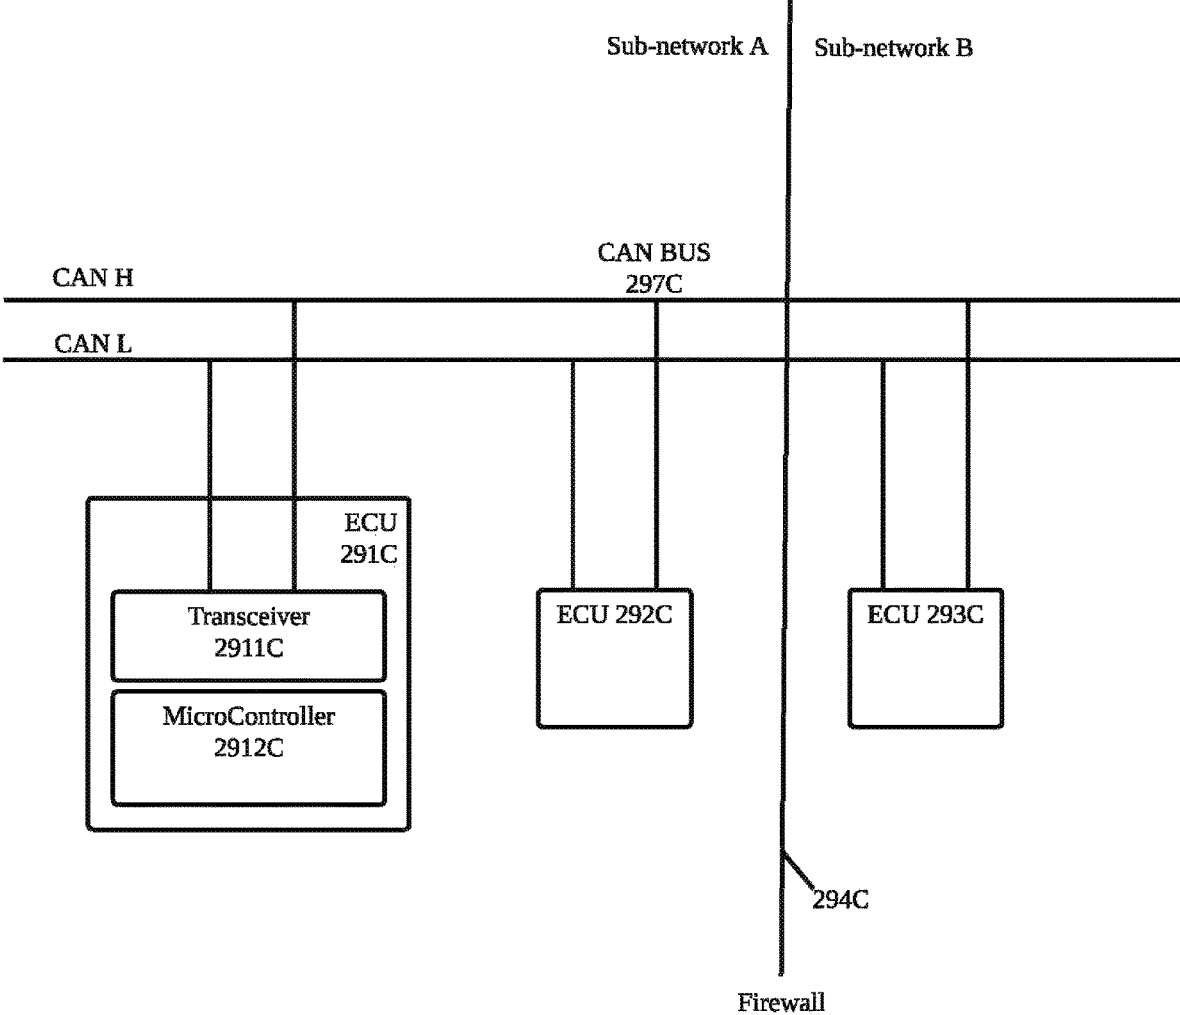 Sub-network A
Sub-network B
CAN BUS
297C
CAN H
CAN L
ECU
291C
Transceiver
2911C
MicroController
2912C
ECU 292C
ECU 293C
294C
Firewall